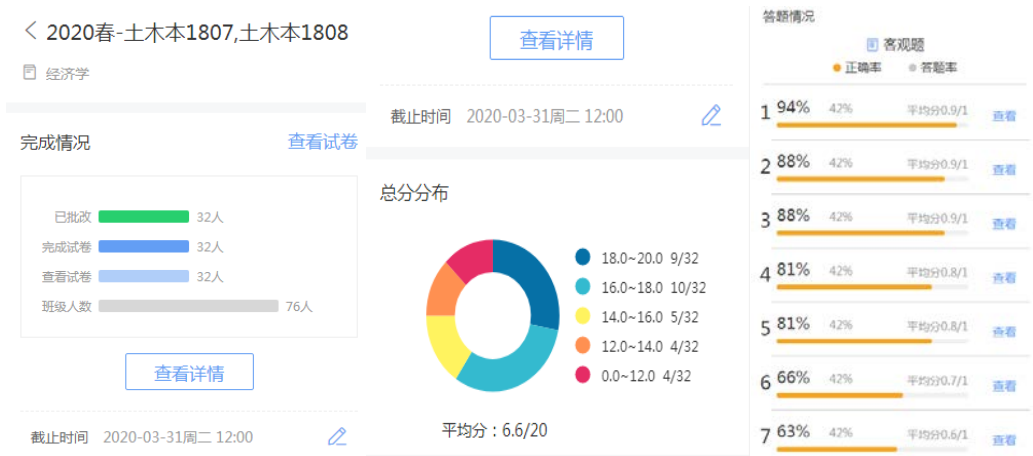 2020春-土木本1807,土木本1808
经济学
完成情况 查看试卷
已批改 32人
完成试卷 32人
查看试卷 32人
班级人数 76人
查看详情
截止时间 2020-03-31周二 12:00
查看详情
截止时间 2020-03-31周二 12:00
总分分布
18.0~20.0 9/32
16.0~18.0 10/32
14.0~16.0 5/32
12.0~14.0 4/32
0.0~12.0 4/32
平均分：6.6/20
答题情况
客观题
正确率 答题率
1 94% 42% 平均分0.9/1 查看
2 88% 42% 平均分0.9/1 查看
3 88% 42% 平均分0.9/1 查看
4 81% 42% 平均分0.8/1 查看
5 81% 42% 平均分0.8/1 查看
6 66% 42% 平均分0.7/1 查看
7 63% 42% 平均分0.6/1 查看